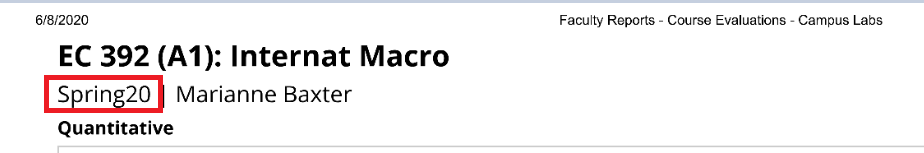 6/8/2020 Faculty Reports - Course Evaluations - Campus Labs
EC 392 (A1): Internat Macro
Spring20 | Marianne Baxter
Quantitative